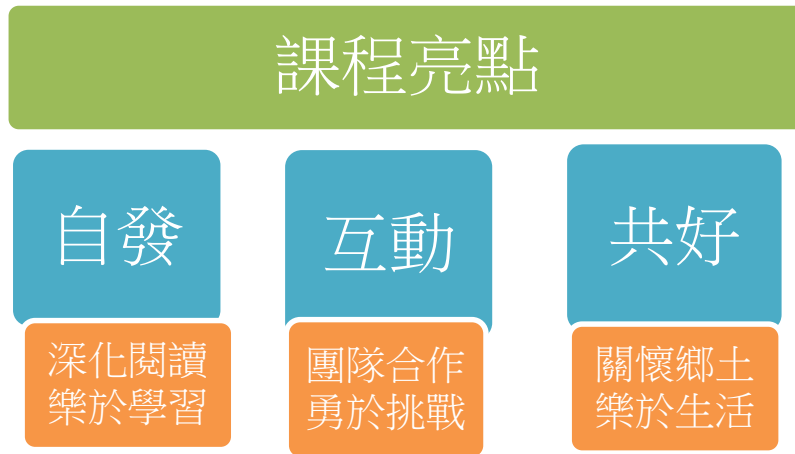 課程亮點
自發
互動
共好
深化閱讀
樂於學習
團隊合作
勇於挑戰
關懷鄉土
樂於生活